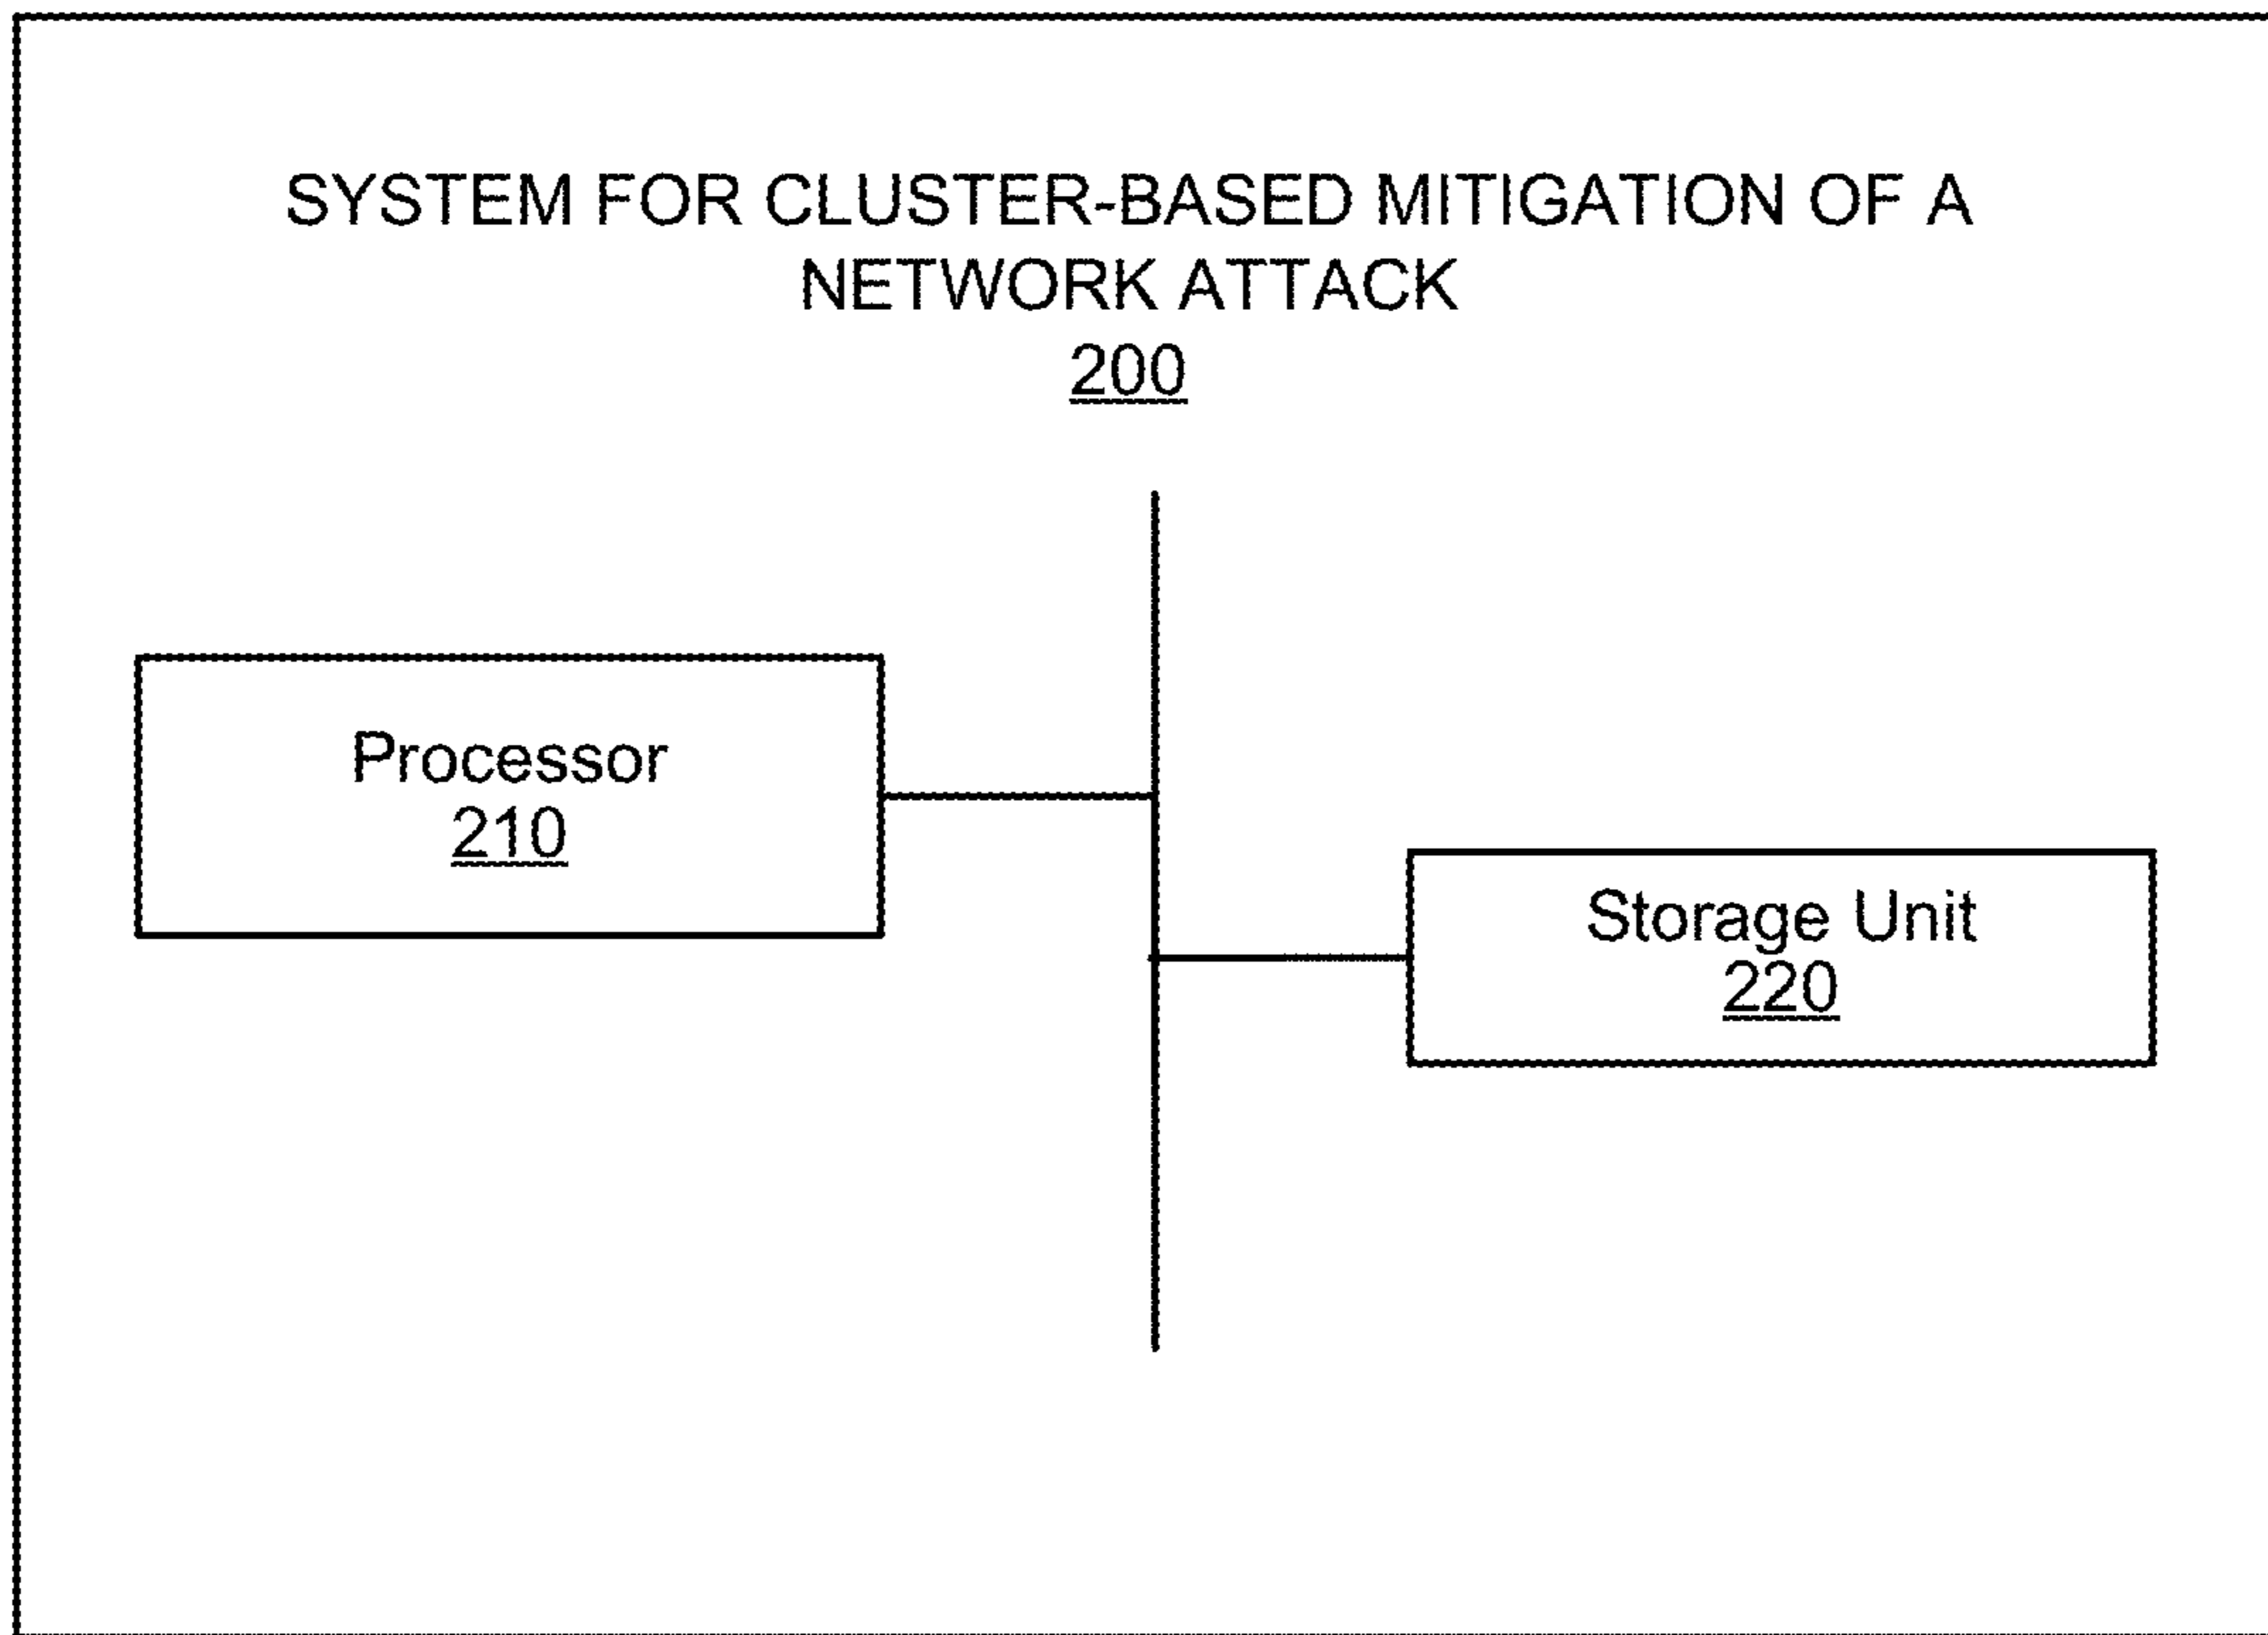 SYSTEM FOR CLUSTER-BASED MITIGATION OF A
NETWORK ATTACK
200
Processor
210
Storage Unit
220